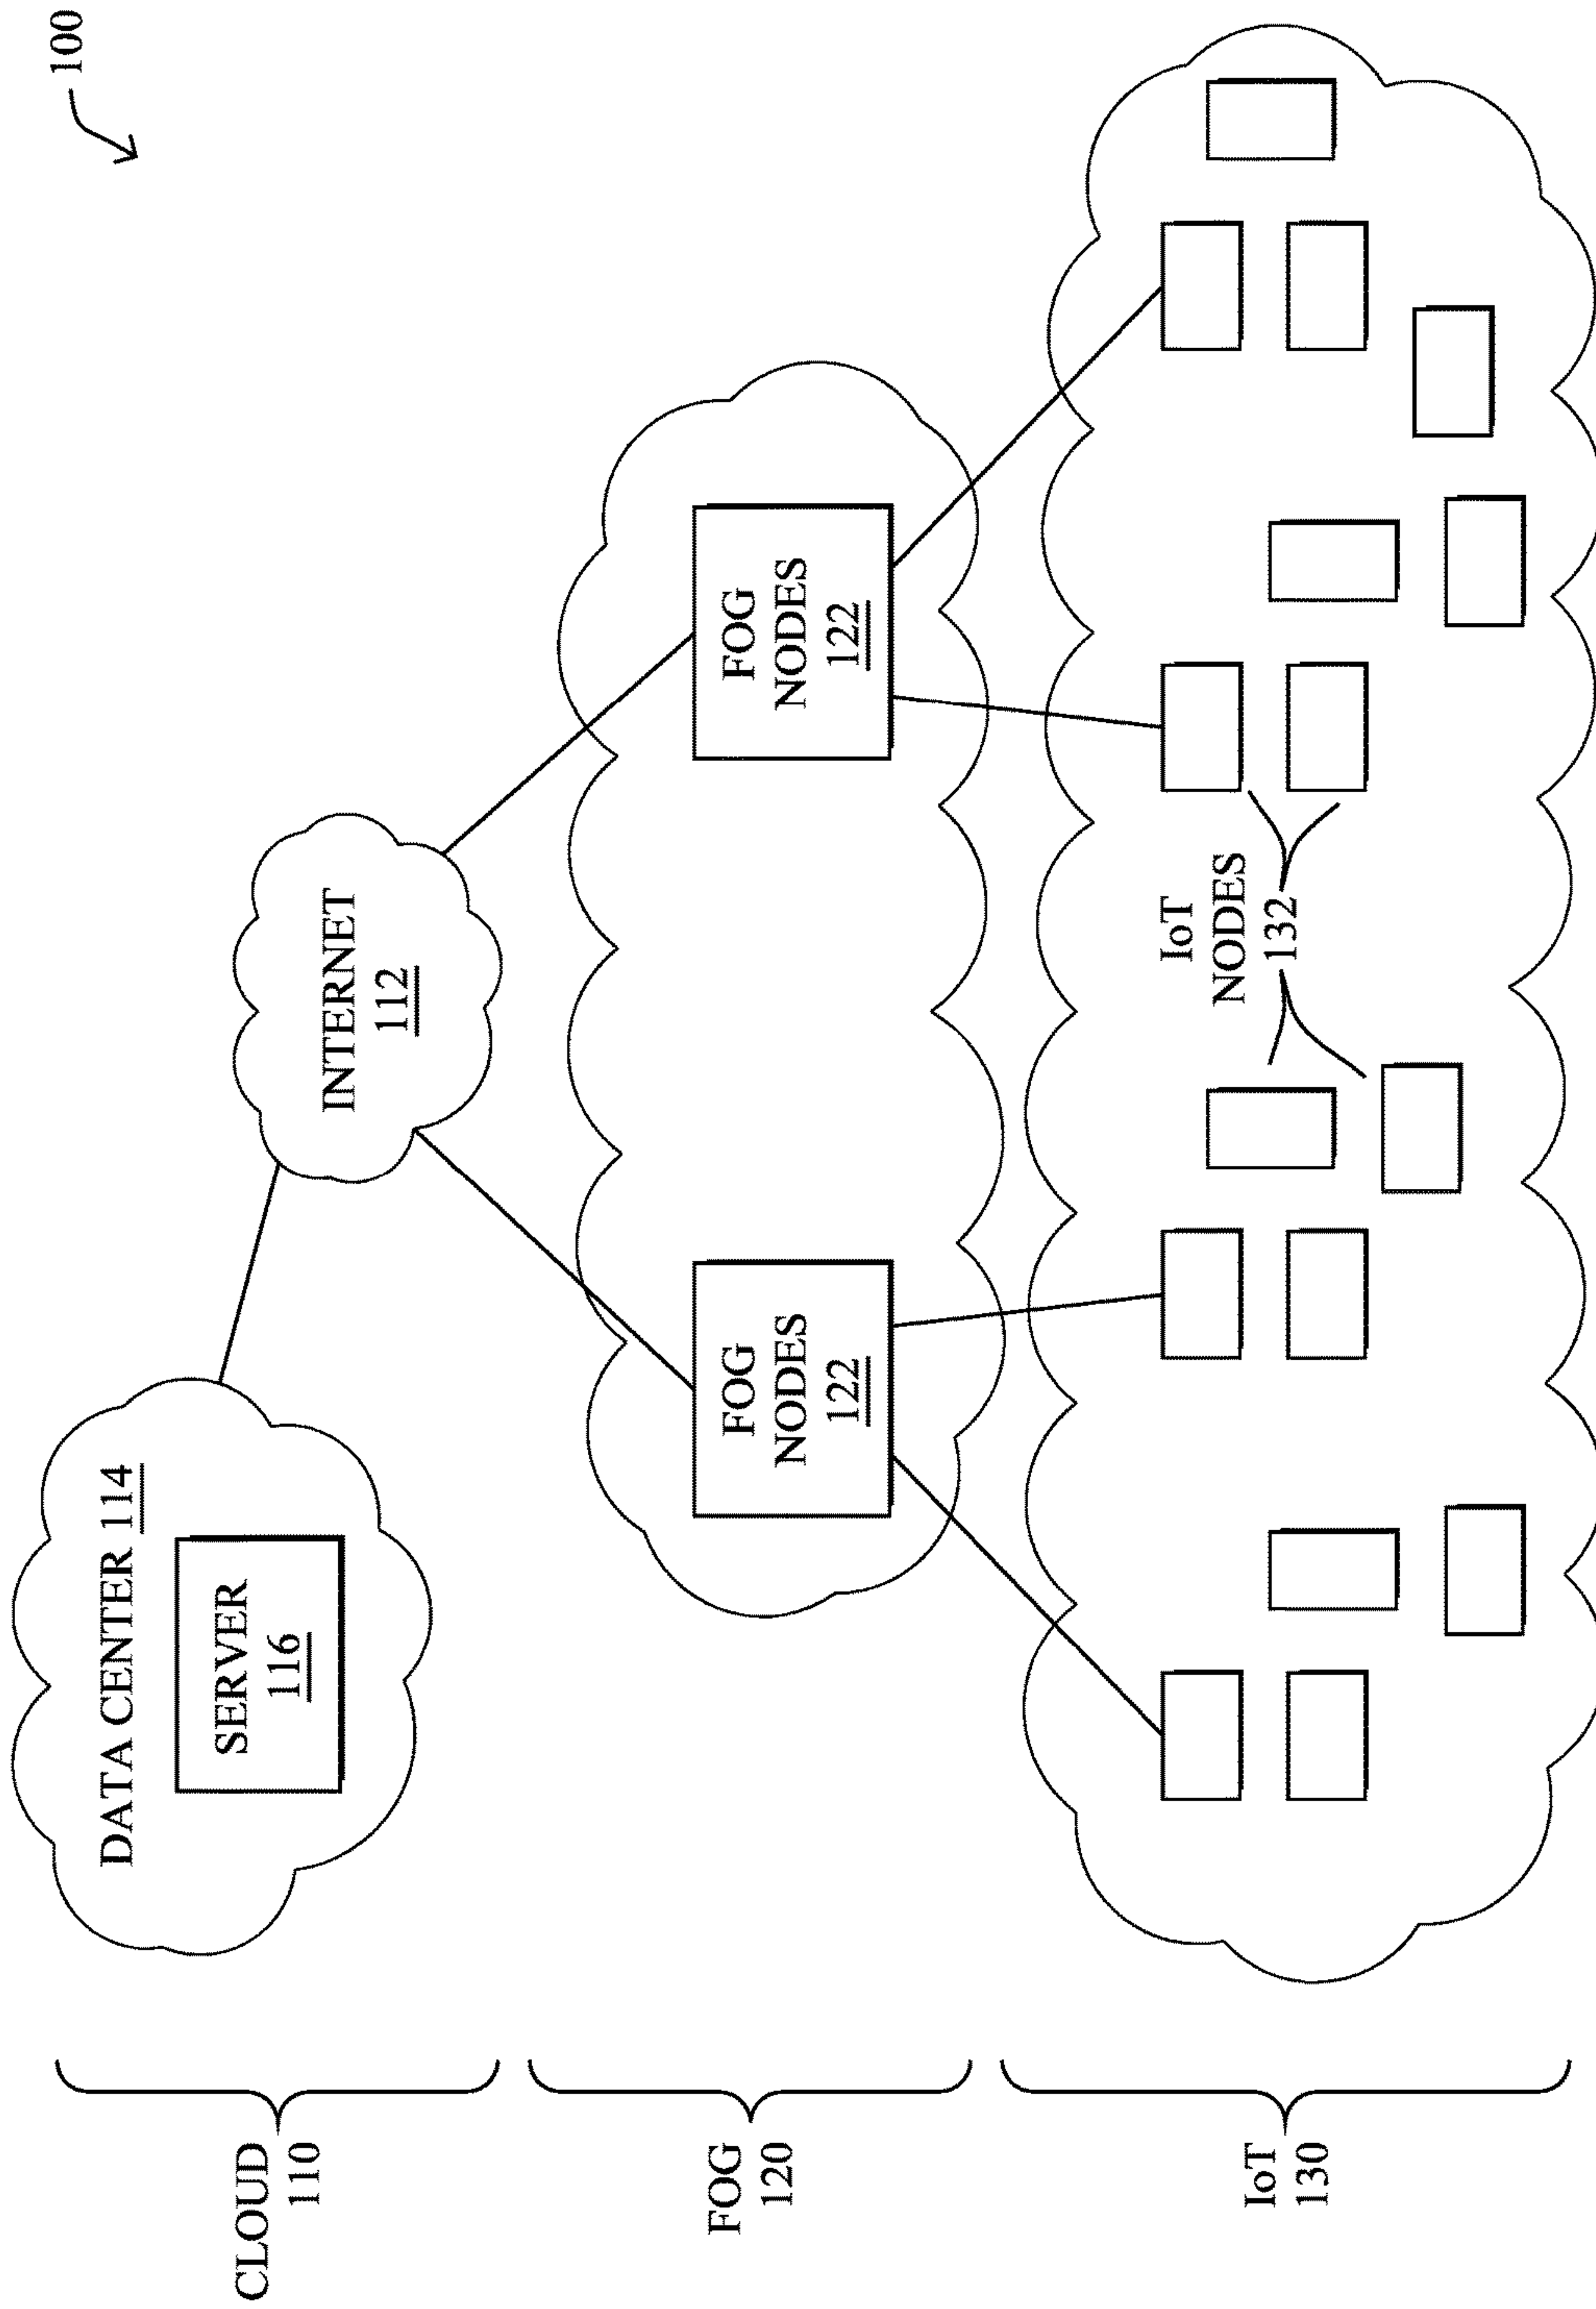 100
CLOUD
110
DATA CENTER 114
SERVER
116
INTERNET
112
FOG
120
FOG
NODES
122
FOG
NODES
122
IoT
130
IoT
NODES
132